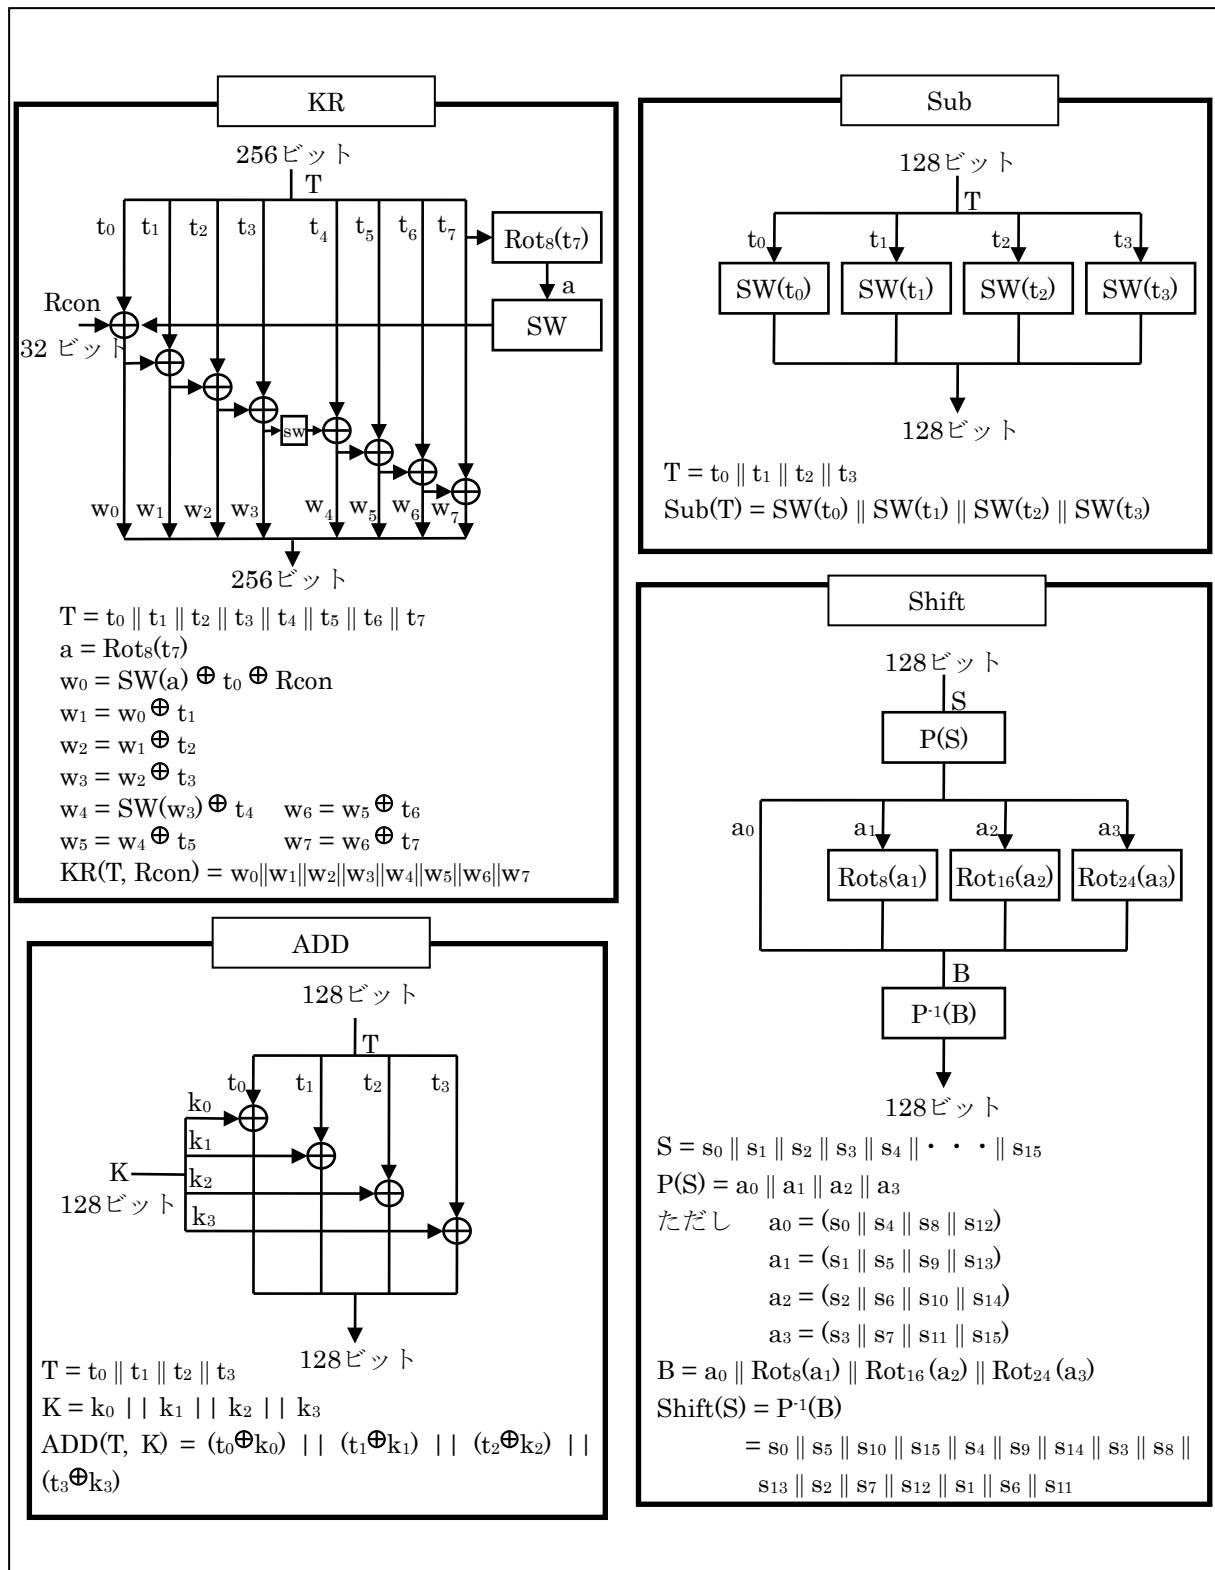 KR
256ビット
T
t₀ t₁ t₂ t₃ t₄ t₅ t₆ t₇
Rot₈(t₇)
a
Rcon
SW
32 ビット
sw
w₀ w₁ w₂ w₃ w₄ w₅ w₆ w₇
256ビット
T = t₀ || t₁ || t₂ || t₃ || t₄ || t₅ || t₆ || t₇
a = Rot₈(t₇)
w₀ = SW(a) ⊕ t₀ ⊕ Rcon
w₁ = w₀ ⊕ t₁
w₂ = w₁ ⊕ t₂
w₃ = w₂ ⊕ t₃
w₄ = SW(w₃) ⊕ t₄ w₆ = w₅ ⊕ t₆
w₅ = w₄ ⊕ t₅ w₇ = w₆ ⊕ t₇
KR(T, Rcon) = w₀||w₁||w₂||w₃||w₄||w₅||w₆||w₇
ADD
128ビット
T
t₀ t₁ t₂ t₃
k₀
k₁
K
k₂
128ビット
k₃
128ビット
T = t₀ || t₁ || t₂ || t₃
K = k₀ || k₁ || k₂ || k₃
ADD(T, K) = (t₀⊕k₀) || (t₁⊕k₁) || (t₂⊕k₂) ||
(t₃⊕k₃)
Sub
128ビット
T
t₀ t₁ t₂ t₃
SW(t₀) SW(t₁) SW(t₂) SW(t₃)
128ビット
T = t₀ || t₁ || t₂ || t₃
Sub(T) = SW(t₀) || SW(t₁) || SW(t₂) || SW(t₃)
Shift
128ビット
S
P(S)
a₀ a₁ a₂ a₃
Rot₈(a₁) Rot₁₆(a₂) Rot₂₄(a₃)
B
P⁻¹(B)
128ビット
S = s₀ || s₁ || s₂ || s₃ || s₄ || ・・・ || s₁₅
P(S) = a₀ || a₁ || a₂ || a₃
ただし a₀ = (s₀ || s₄ || s₈ || s₁₂)
a₁ = (s₁ || s₅ || s₉ || s₁₃)
a₂ = (s₂ || s₆ || s₁₀ || s₁₄)
a₃ = (s₃ || s₇ || s₁₁ || s₁₅)
B = a₀ || Rot₈(a₁) || Rot₁₆ (a₂) || Rot₂₄ (a₃)
Shift(S) = P⁻¹(B)
= s₀ || s₅ || s₁₀ || s₁₅ || s₄ || s₉ || s₁₄ || s₃ || s₈ ||
s₁₃ || s₂ || s₇ || s₁₂ || s₁ || s₆ || s₁₁